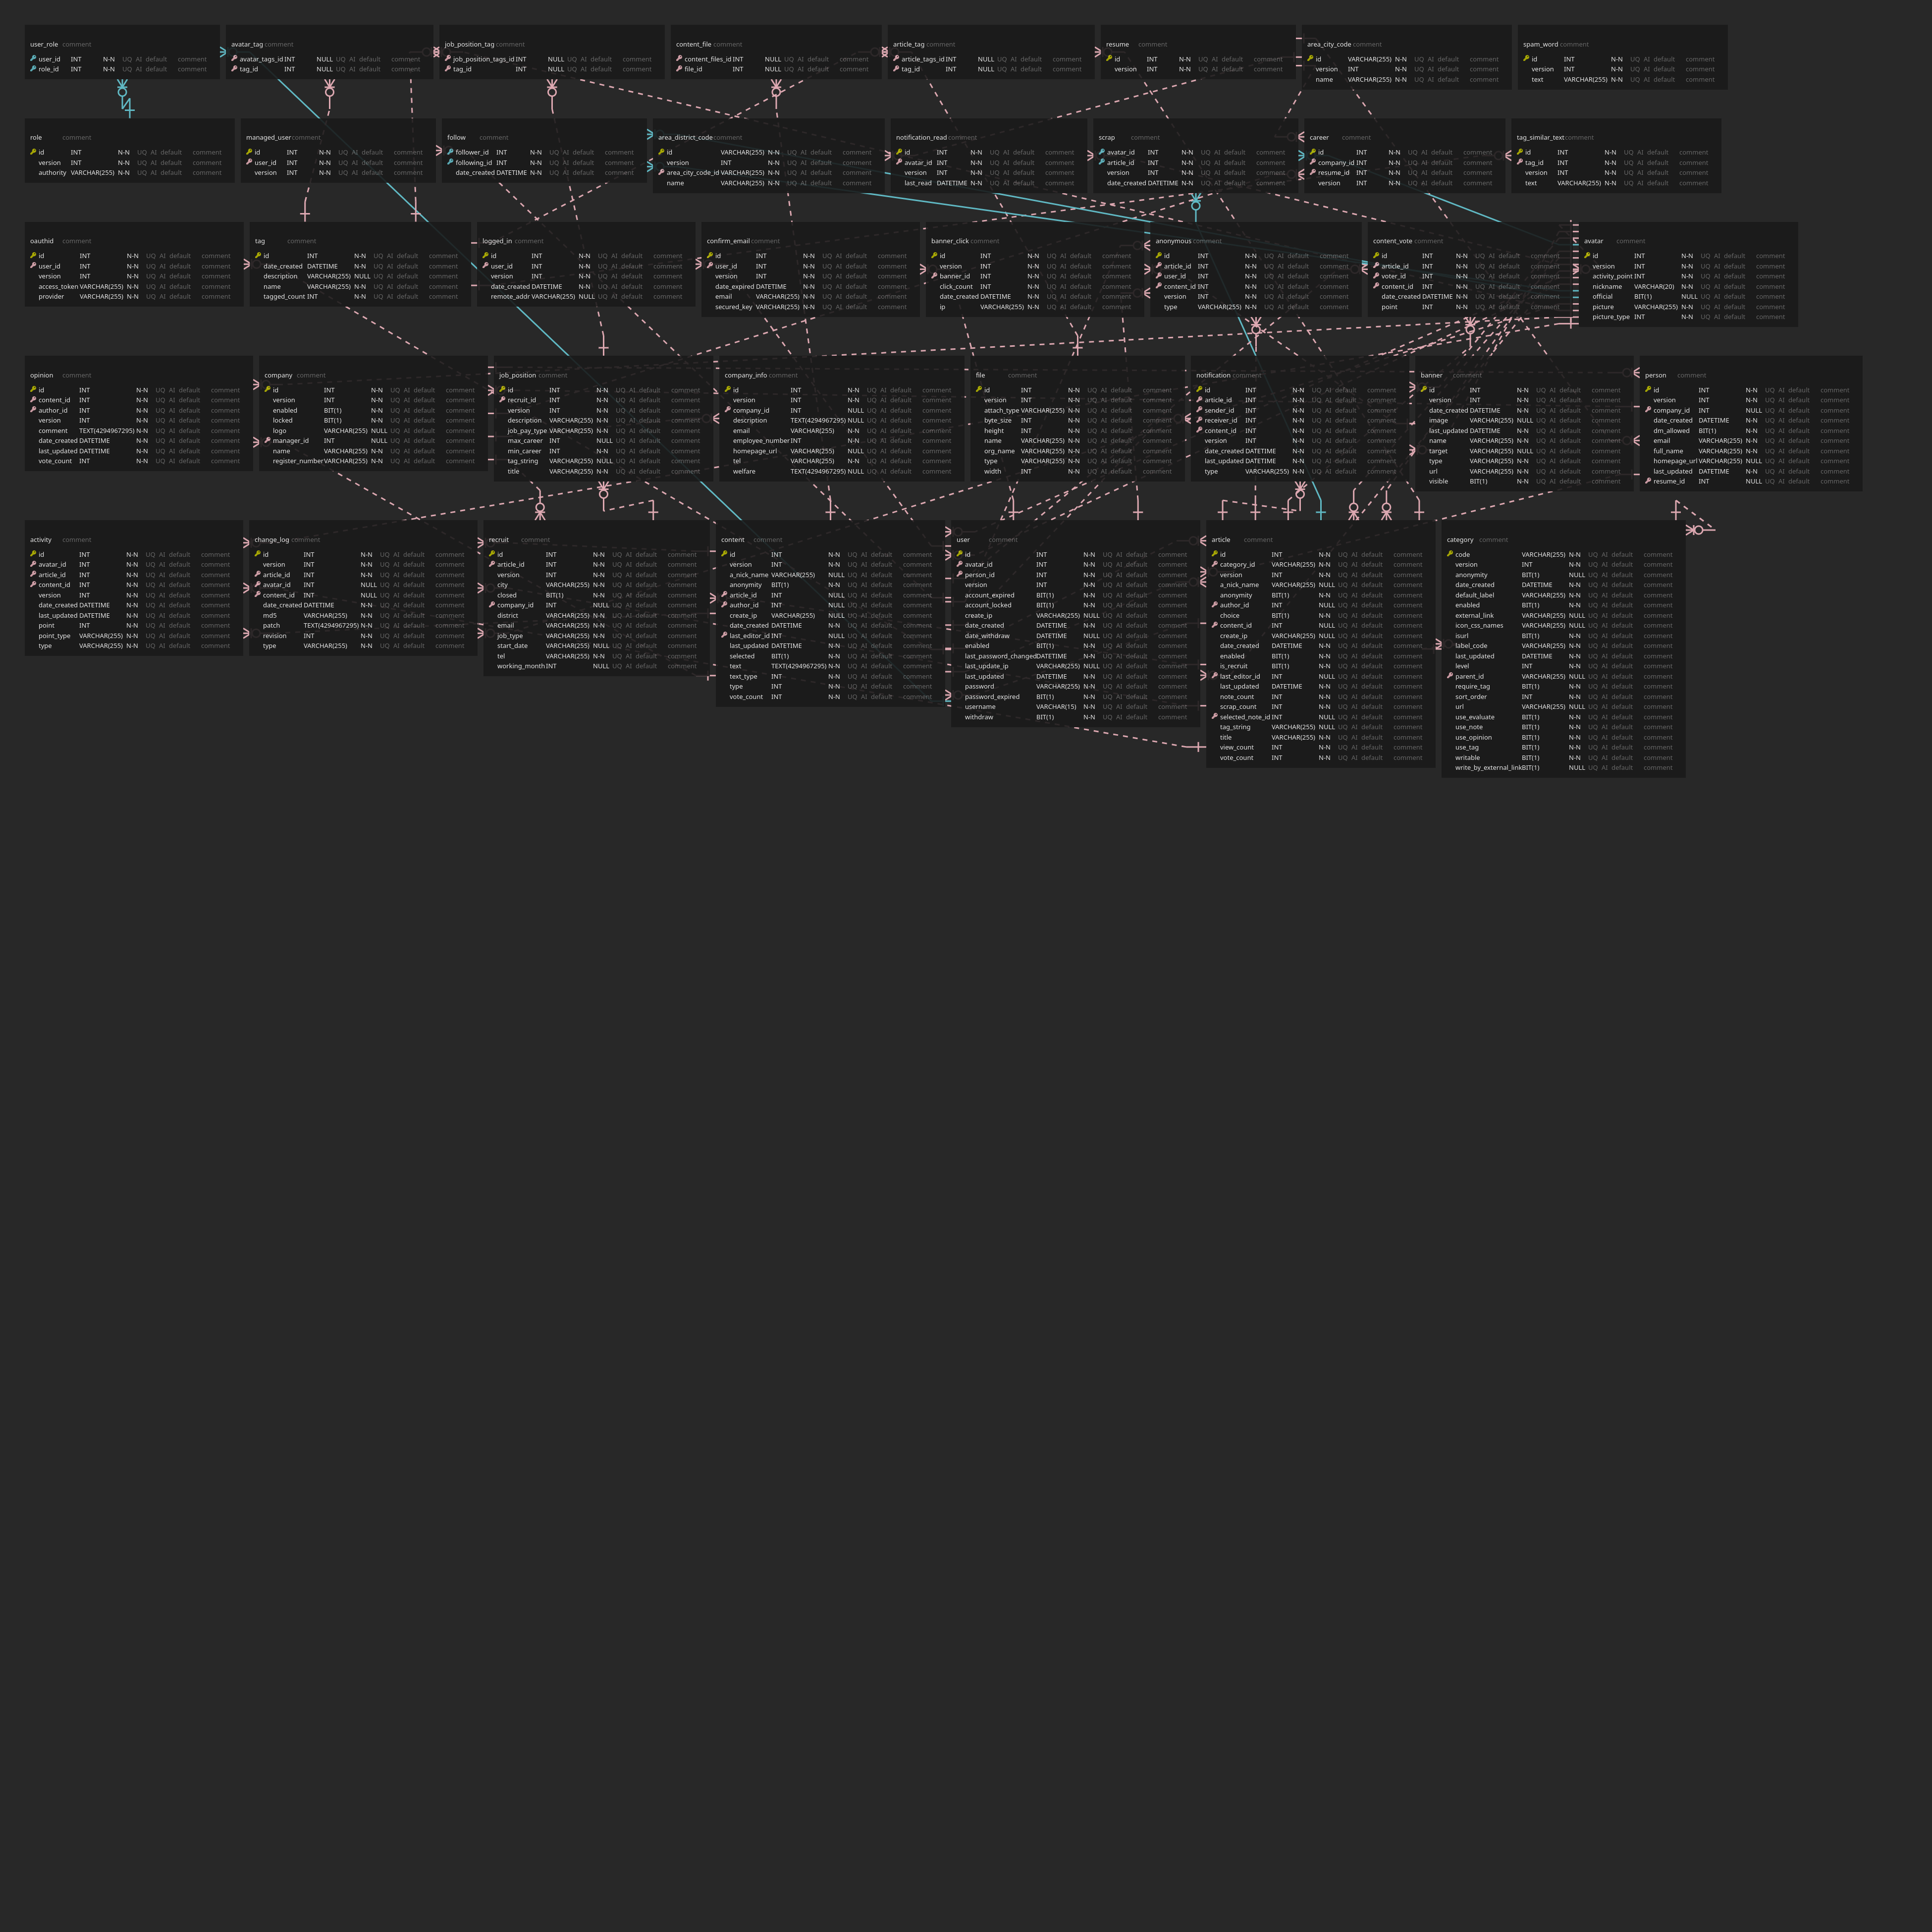 user_role comment
user_id INT N-N UQ AI default comment
role_id INT N-N UQ AI default comment
avatar_tag comment
avatar_tags_id INT NULL UQ AI default comment
tag_id INT NULL UQ AI default comment
job_position_tag comment
job_position_tags_id INT NULL UQ AI default comment
tag_id INT NULL UQ AI default comment
content_file comment
content_files_id INT NULL UQ AI default comment
file_id INT NULL UQ AI default comment
article_tag comment
article_tags_id INT NULL UQ AI default comment
tag_id INT NULL UQ AI default comment
resume comment
id INT N-N UQ AI default comment
version INT N-N UQ AI default comment
area_city_code comment
id VARCHAR(255) N-N UQ AI default comment
version INT N-N UQ AI default comment
name VARCHAR(255) N-N UQ AI default comment
spam_word comment
id INT N-N UQ AI default comment
version INT N-N UQ AI default comment
text VARCHAR(255) N-N UQ AI default comment
role comment
id INT N-N UQ AI default comment
version INT N-N UQ AI default comment
authority VARCHAR(255) N-N UQ AI default comment
managed_user comment
id INT N-N UQ AI default comment
user_id INT N-N UQ AI default comment
version INT N-N UQ AI default comment
follow comment
follower_id INT N-N UQ AI default comment
following_id INT N-N UQ AI default comment
date_created DATETIME N-N UQ AI default comment
area_district_code comment
id VARCHAR(255) N-N UQ AI default comment
version INT N-N UQ AI default comment
area_city_code_id VARCHAR(255) N-N UQ AI default comment
name VARCHAR(255) N-N UQ AI default comment
notification_read comment
id INT N-N UQ AI default comment
avatar_id INT N-N UQ AI default comment
version INT N-N UQ AI default comment
last_read DATETIME N-N UQ AI default comment
scrap comment
avatar_id INT N-N UQ AI default comment
article_id INT N-N UQ AI default comment
version INT N-N UQ AI default comment
date_created DATETIME N-N UQ AI default comment
career comment
id INT N-N UQ AI default comment
company_id INT N-N UQ AI default comment
resume_id INT N-N UQ AI default comment
version INT N-N UQ AI default comment
tag_similar_text comment
id INT N-N UQ AI default comment
tag_id INT N-N UQ AI default comment
version INT N-N UQ AI default comment
text VARCHAR(255) N-N UQ AI default comment
oauthid comment
id INT N-N UQ AI default comment
user_id INT N-N UQ AI default comment
version INT N-N UQ AI default comment
access_token VARCHAR(255) N-N UQ AI default comment
provider VARCHAR(255) N-N UQ AI default comment
tag comment
id INT N-N UQ AI default comment
date_created DATETIME N-N UQ AI default comment
description VARCHAR(255) NULL UQ AI default comment
name VARCHAR(255) N-N UQ AI default comment
tagged_count INT N-N UQ AI default comment
logged_in comment
id INT N-N UQ AI default comment
user_id INT N-N UQ AI default comment
version INT N-N UQ AI default comment
date_created DATETIME N-N UQ AI default comment
remote_addr VARCHAR(255) NULL UQ AI default comment
confirm_email comment
id INT N-N UQ AI default comment
user_id INT N-N UQ AI default comment
version INT N-N UQ AI default comment
date_expired DATETIME N-N UQ AI default comment
email VARCHAR(255) N-N UQ AI default comment
secured_key VARCHAR(255) N-N UQ AI default comment
banner_click comment
id INT N-N UQ AI default comment
version INT N-N UQ AI default comment
banner_id INT N-N UQ AI default comment
click_count INT N-N UQ AI default comment
date_created DATETIME N-N UQ AI default comment
ip VARCHAR(255) N-N UQ AI default comment
anonymous comment
id INT N-N UQ AI default comment
article_id INT N-N UQ AI default comment
user_id INT N-N UQ AI default comment
content_id INT N-N UQ AI default comment
version INT N-N UQ AI default comment
type VARCHAR(255) N-N UQ AI default comment
content_vote comment
id INT N-N UQ AI default comment
article_id INT N-N UQ AI default comment
voter_id INT N-N UQ AI default comment
content_id INT N-N UQ AI default comment
date_created DATETIME N-N UQ AI default comment
point INT N-N UQ AI default comment
avatar comment
id INT N-N UQ AI default comment
version INT N-N UQ AI default comment
activity_point INT N-N UQ AI default comment
nickname VARCHAR(20) N-N UQ AI default comment
official BIT(1) NULL UQ AI default comment
picture VARCHAR(255) N-N UQ AI default comment
picture_type INT N-N UQ AI default comment
opinion comment
id INT N-N UQ AI default comment
content_id INT N-N UQ AI default comment
author_id INT N-N UQ AI default comment
version INT N-N UQ AI default comment
comment TEXT(4294967295) N-N UQ AI default comment
date_created DATETIME N-N UQ AI default comment
last_updated DATETIME N-N UQ AI default comment
vote_count INT N-N UQ AI default comment
company comment
id INT N-N UQ AI default comment
version INT N-N UQ AI default comment
enabled BIT(1) N-N UQ AI default comment
locked BIT(1) N-N UQ AI default comment
logo VARCHAR(255) NULL UQ AI default comment
manager_id INT NULL UQ AI default comment
name VARCHAR(255) N-N UQ AI default comment
register_number VARCHAR(255) N-N UQ AI default comment
job_position comment
id INT N-N UQ AI default comment
recruit_id INT N-N UQ AI default comment
version INT N-N UQ AI default comment
description VARCHAR(255) N-N UQ AI default comment
job_pay_type VARCHAR(255) N-N UQ AI default comment
max_career INT NULL UQ AI default comment
min_career INT N-N UQ AI default comment
tag_string VARCHAR(255) NULL UQ AI default comment
title VARCHAR(255) N-N UQ AI default comment
company_info comment
id INT N-N UQ AI default comment
version INT N-N UQ AI default comment
company_id INT NULL UQ AI default comment
description TEXT(4294967295) NULL UQ AI default comment
email VARCHAR(255) N-N UQ AI default comment
employee_number INT N-N UQ AI default comment
homepage_url VARCHAR(255) NULL UQ AI default comment
tel VARCHAR(255) N-N UQ AI default comment
welfare TEXT(4294967295) NULL UQ AI default comment
file comment
id INT N-N UQ AI default comment
version INT N-N UQ AI default comment
attach_type VARCHAR(255) N-N UQ AI default comment
byte_size INT N-N UQ AI default comment
height INT N-N UQ AI default comment
name VARCHAR(255) N-N UQ AI default comment
org_name VARCHAR(255) N-N UQ AI default comment
type VARCHAR(255) N-N UQ AI default comment
width INT N-N UQ AI default comment
notification comment
id INT N-N UQ AI default comment
article_id INT N-N UQ AI default comment
sender_id INT N-N UQ AI default comment
receiver_id INT N-N UQ AI default comment
content_id INT N-N UQ AI default comment
version INT N-N UQ AI default comment
date_created DATETIME N-N UQ AI default comment
last_updated DATETIME N-N UQ AI default comment
type VARCHAR(255) N-N UQ AI default comment
banner comment
id INT N-N UQ AI default comment
version INT N-N UQ AI default comment
date_created DATETIME N-N UQ AI default comment
image VARCHAR(255) NULL UQ AI default comment
last_updated DATETIME N-N UQ AI default comment
name VARCHAR(255) N-N UQ AI default comment
target VARCHAR(255) N-N UQ AI default comment
type VARCHAR(255) N-N UQ AI default comment
url VARCHAR(255) N-N UQ AI default comment
visible BIT(1) N-N UQ AI default comment
person comment
id INT N-N UQ AI default comment
version INT N-N UQ AI default comment
company_id INT NULL UQ AI default comment
date_created DATETIME N-N UQ AI default comment
dm_allowed BIT(1) N-N UQ AI default comment
email VARCHAR(255) N-N UQ AI default comment
full_name VARCHAR(255) N-N UQ AI default comment
homepage_url VARCHAR(255) NULL UQ AI default comment
last_updated DATETIME N-N UQ AI default comment
resume_id INT NULL UQ AI default comment
activity comment
id INT N-N UQ AI default comment
avatar_id INT N-N UQ AI default comment
article_id INT N-N UQ AI default comment
content_id INT N-N UQ AI default comment
version INT N-N UQ AI default comment
date_created DATETIME N-N UQ AI default comment
last_updated DATETIME N-N UQ AI default comment
point INT N-N UQ AI default comment
point_type VARCHAR(255) N-N UQ AI default comment
type VARCHAR(255) N-N UQ AI default comment
change_log comment
id INT N-N UQ AI default comment
version INT N-N UQ AI default comment
article_id INT N-N UQ AI default comment
avatar_id INT N-N UQ AI default comment
content_id INT NULL UQ AI default comment
date_created DATETIME N-N UQ AI default comment
md5 VARCHAR(255) N-N UQ AI default comment
patch TEXT(4294967295) N-N UQ AI default comment
revision INT N-N UQ AI default comment
type VARCHAR(255) N-N UQ AI default comment
recruit comment
id INT N-N UQ AI default comment
article_id INT N-N UQ AI default comment
version INT N-N UQ AI default comment
city VARCHAR(255) N-N UQ AI default comment
closed BIT(1) N-N UQ AI default comment
company_id INT NULL UQ AI default comment
district VARCHAR(255) N-N UQ AI default comment
email VARCHAR(255) N-N UQ AI default comment
job_type VARCHAR(255) N-N UQ AI default comment
start_date VARCHAR(255) NULL UQ AI default comment
tel VARCHAR(255) N-N UQ AI default comment
working_month INT NULL UQ AI default comment
content comment
id INT N-N UQ AI default comment
version INT N-N UQ AI default comment
a_nick_name VARCHAR(255) NULL UQ AI default comment
anonymity BIT(1) N-N UQ AI default comment
article_id INT NULL UQ AI default comment
author_id INT NULL UQ AI default comment
create_ip VARCHAR(255) NULL UQ AI default comment
date_created DATETIME N-N UQ AI default comment
last_editor_id INT NULL UQ AI default comment
last_updated DATETIME N-N UQ AI default comment
selected BIT(1) N-N UQ AI default comment
text TEXT(4294967295) N-N UQ AI default comment
text_type INT N-N UQ AI default comment
type INT N-N UQ AI default comment
vote_count INT N-N UQ AI default comment
user comment
id INT N-N UQ AI default comment
avatar_id INT N-N UQ AI default comment
person_id INT N-N UQ AI default comment
version INT N-N UQ AI default comment
account_expired BIT(1) N-N UQ AI default comment
account_locked BIT(1) N-N UQ AI default comment
create_ip VARCHAR(255) NULL UQ AI default comment
date_created DATETIME N-N UQ AI default comment
date_withdraw DATETIME NULL UQ AI default comment
enabled BIT(1) N-N UQ AI default comment
last_password_changed DATETIME N-N UQ AI default comment
last_update_ip VARCHAR(255) NULL UQ AI default comment
last_updated DATETIME N-N UQ AI default comment
password VARCHAR(255) N-N UQ AI default comment
password_expired BIT(1) N-N UQ AI default comment
username VARCHAR(15) N-N UQ AI default comment
withdraw BIT(1) N-N UQ AI default comment
article comment
id INT N-N UQ AI default comment
category_id VARCHAR(255) N-N UQ AI default comment
version INT N-N UQ AI default comment
a_nick_name VARCHAR(255) NULL UQ AI default comment
anonymity BIT(1) N-N UQ AI default comment
author_id INT NULL UQ AI default comment
choice BIT(1) N-N UQ AI default comment
content_id INT NULL UQ AI default comment
create_ip VARCHAR(255) NULL UQ AI default comment
date_created DATETIME N-N UQ AI default comment
enabled BIT(1) N-N UQ AI default comment
is_recruit BIT(1) N-N UQ AI default comment
last_editor_id INT NULL UQ AI default comment
last_updated DATETIME N-N UQ AI default comment
note_count INT N-N UQ AI default comment
scrap_count INT N-N UQ AI default comment
selected_note_id INT NULL UQ AI default comment
tag_string VARCHAR(255) NULL UQ AI default comment
title VARCHAR(255) N-N UQ AI default comment
view_count INT N-N UQ AI default comment
vote_count INT N-N UQ AI default comment
category comment
code VARCHAR(255) N-N UQ AI default comment
version INT N-N UQ AI default comment
anonymity BIT(1) NULL UQ AI default comment
date_created DATETIME N-N UQ AI default comment
default_label VARCHAR(255) N-N UQ AI default comment
enabled BIT(1) N-N UQ AI default comment
external_link VARCHAR(255) NULL UQ AI default comment
icon_css_names VARCHAR(255) NULL UQ AI default comment
isurl BIT(1) N-N UQ AI default comment
label_code VARCHAR(255) N-N UQ AI default comment
last_updated DATETIME N-N UQ AI default comment
level INT N-N UQ AI default comment
parent_id VARCHAR(255) NULL UQ AI default comment
require_tag BIT(1) N-N UQ AI default comment
sort_order INT N-N UQ AI default comment
url VARCHAR(255) NULL UQ AI default comment
use_evaluate BIT(1) N-N UQ AI default comment
use_note BIT(1) N-N UQ AI default comment
use_opinion BIT(1) N-N UQ AI default comment
use_tag BIT(1) N-N UQ AI default comment
writable BIT(1) N-N UQ AI default comment
write_by_external_link BIT(1) NULL UQ AI default comment